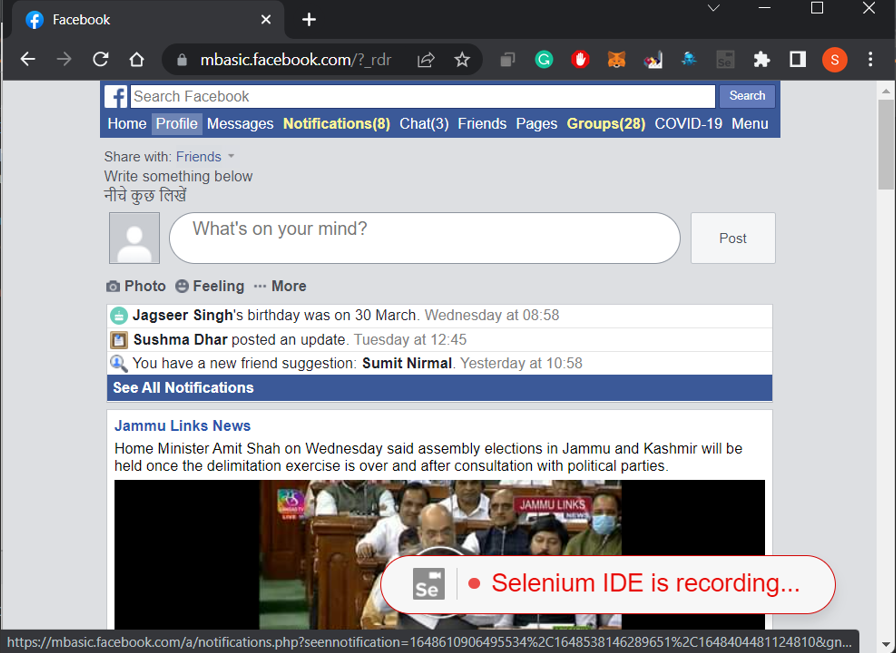 Facebook
mbasic.facebook.com/?_rdr
S
Search Facebook
Search
Home Profile Messages Notifications(8) Chat(3) Friends Pages Groups(28) COVID-19 Menu
Share with: Friends
Write something below
नीचे कुछ लिखें
What's on your mind?
Post
Photo Feeling ··· More
Jagseer Singh's birthday was on 30 March. Wednesday at 08:58
Sushma Dhar posted an update. Tuesday at 12:45
You have a new friend suggestion: Sumit Nirmal. Yesterday at 10:58
See All Notifications
Jammu Links News
Home Minister Amit Shah on Wednesday said assembly elections in Jammu and Kashmir will be
held once the delimitation exercise is over and after consultation with political parties.
LIVE
JAMMU LINKS
NEWS
Se
Selenium IDE is recording...
https://mbasic.facebook.com/a/notifications.php?seennotification=1648610906495534%2C1648538146289651%2C1648404481124810&gn...